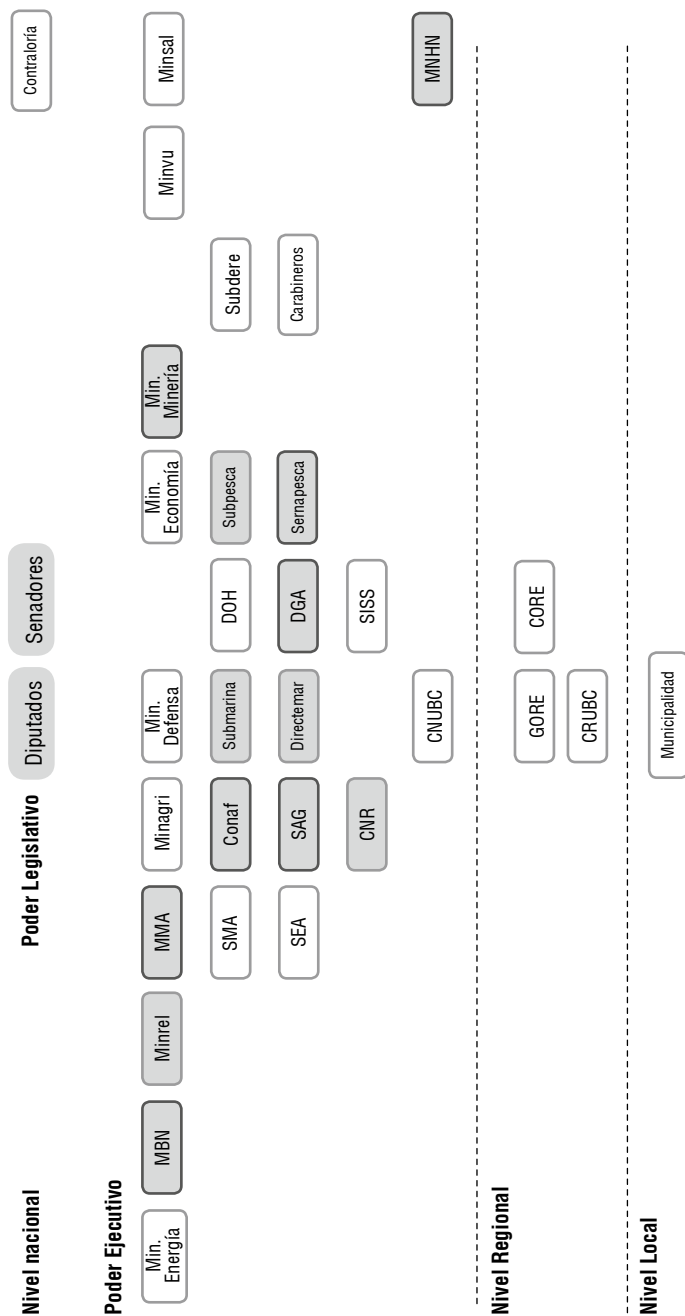 Nivel nacional
Poder Legislativo
Diputados
Senadores
Contraloría
Poder Ejecutivo
Min.
Energía
MBN
Minrel
MMA
Minagri
Min.
Defensa
Min.
Economía
Min.
Minería
Minvu
Minsal
SMA
Conaf
Submarina
DOH
Subpesca
Subdere
SEA
SAG
Directemar
DGA
Sernapesca
Carabineros
CNR
SISS
CNUBC
MNHN
Nivel Regional
GORE
CORE
CRUBC
Nivel Local
Municipalidad